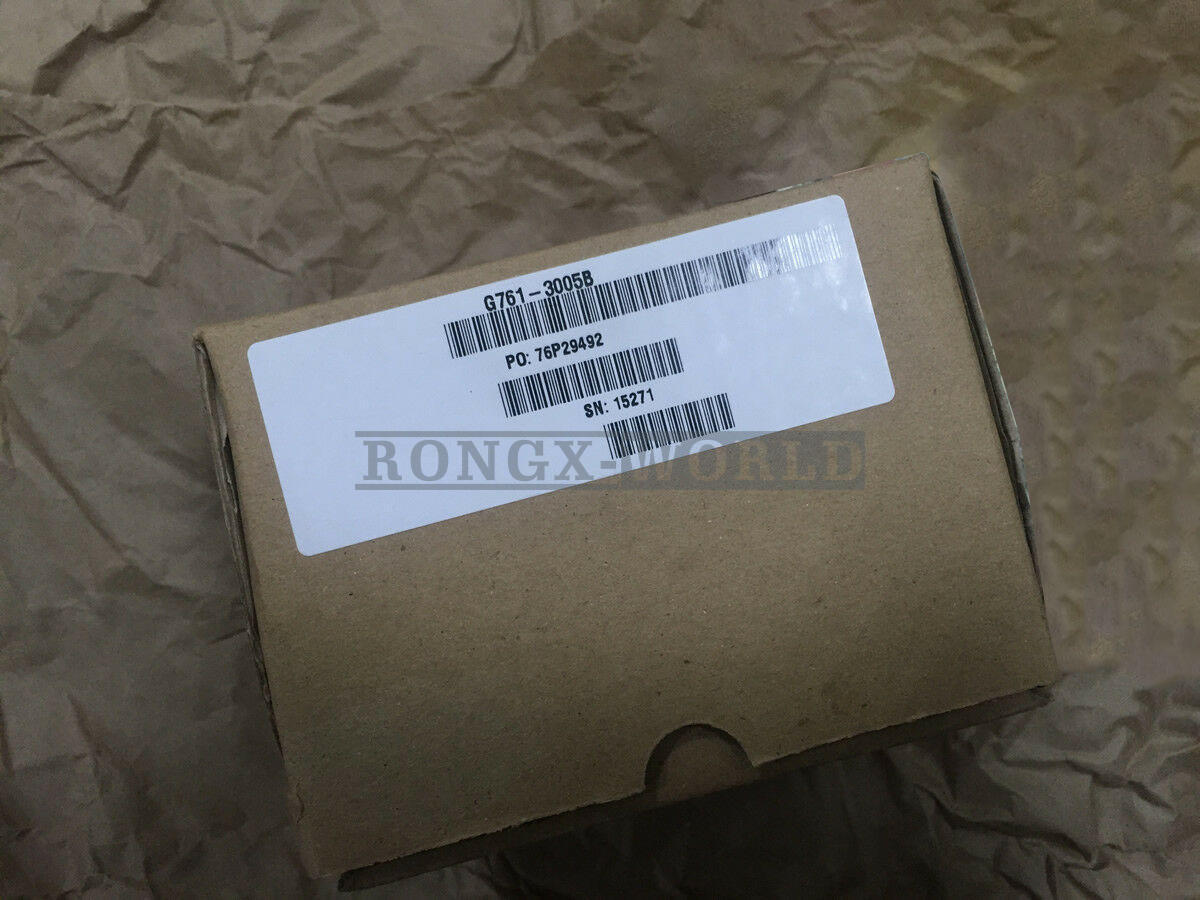 G761-3005B
PO: 76P29492
SN: 15271
RONGX-WORLD